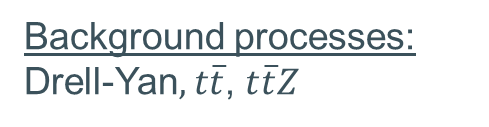 Background processes:
Drell-Yan, tt̄, tt̄Z